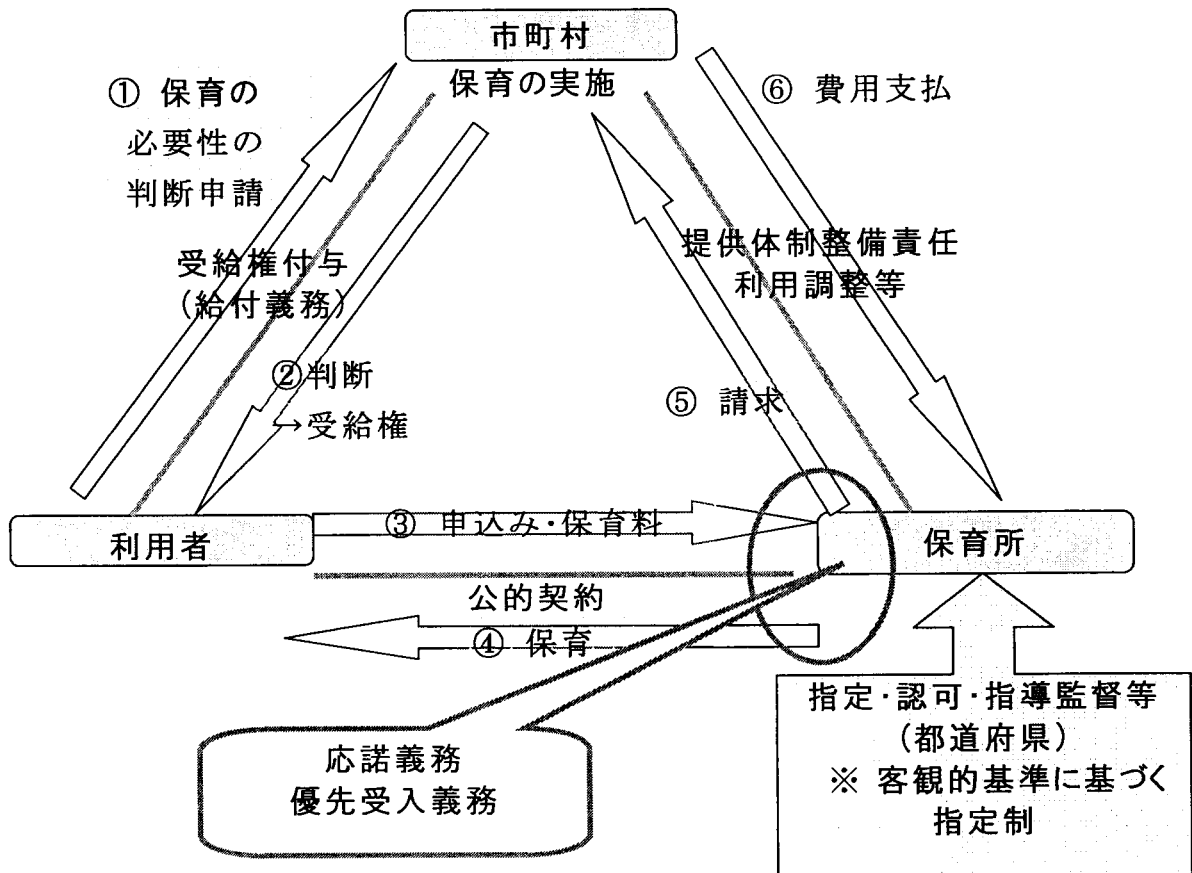 市町村
保育の実施
① 保育の
必要性の
判断申請
⑥ 費用支払
受給権付与
(給付義務)
提供体制整備責任
利用調整等
②判断
→受給権
⑤ 請求
利用者
③ 申込み・保育料
保育所
公的契約
④ 保育
応諾義務
優先受入義務
指定・認可・指導監督等
(都道府県)
※ 客観的基準に基づく
指定制